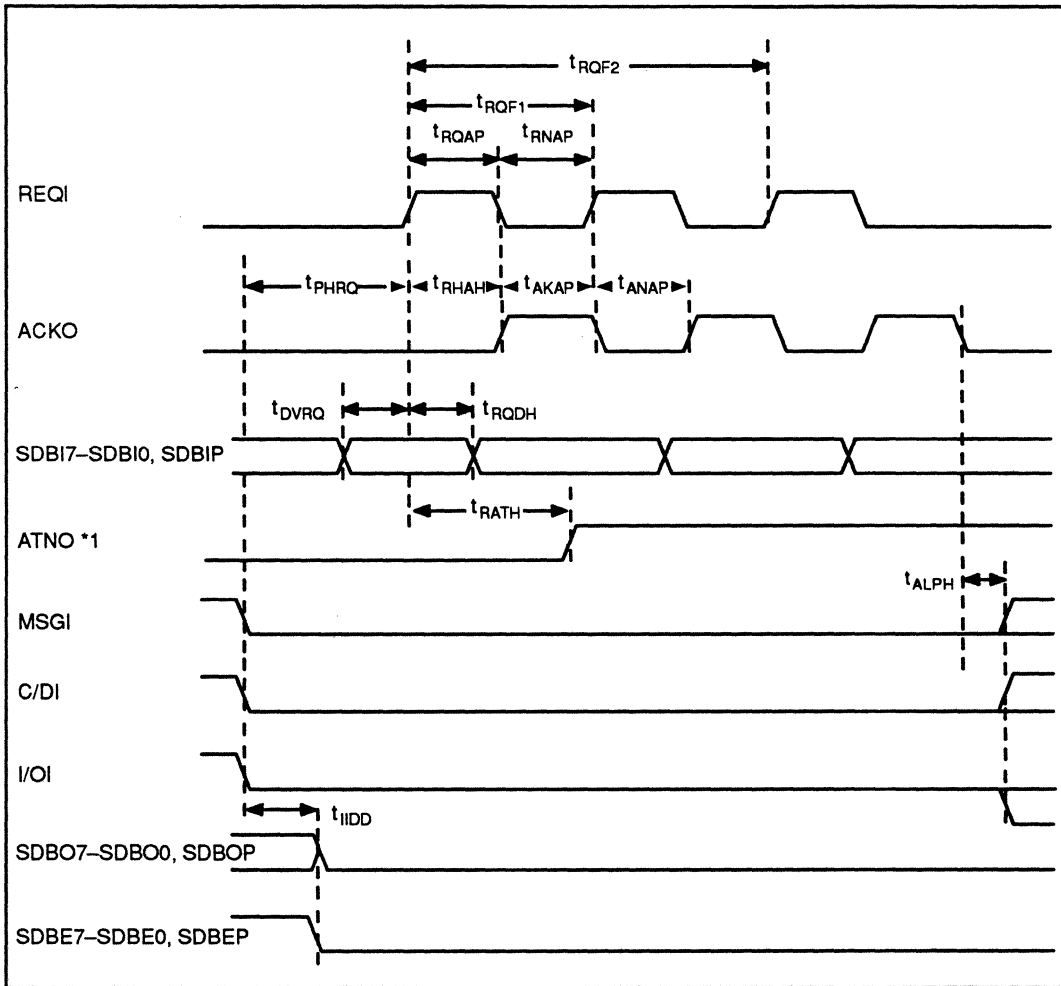 tRQF2
tRQF1
tRQAP tRNAP
REQI
tPHRQ tRHAH tAKAP tANAP
ACKO
tDVRQ tRQDH
SDBI7–SDBI0, SDBIP
tRATH
ATNO *1
tALPH
MSGI
C/DI
I/OI
tIIDD
SDBO7–SDBO0, SDBOP
SDBE7–SDBE0, SDBEP